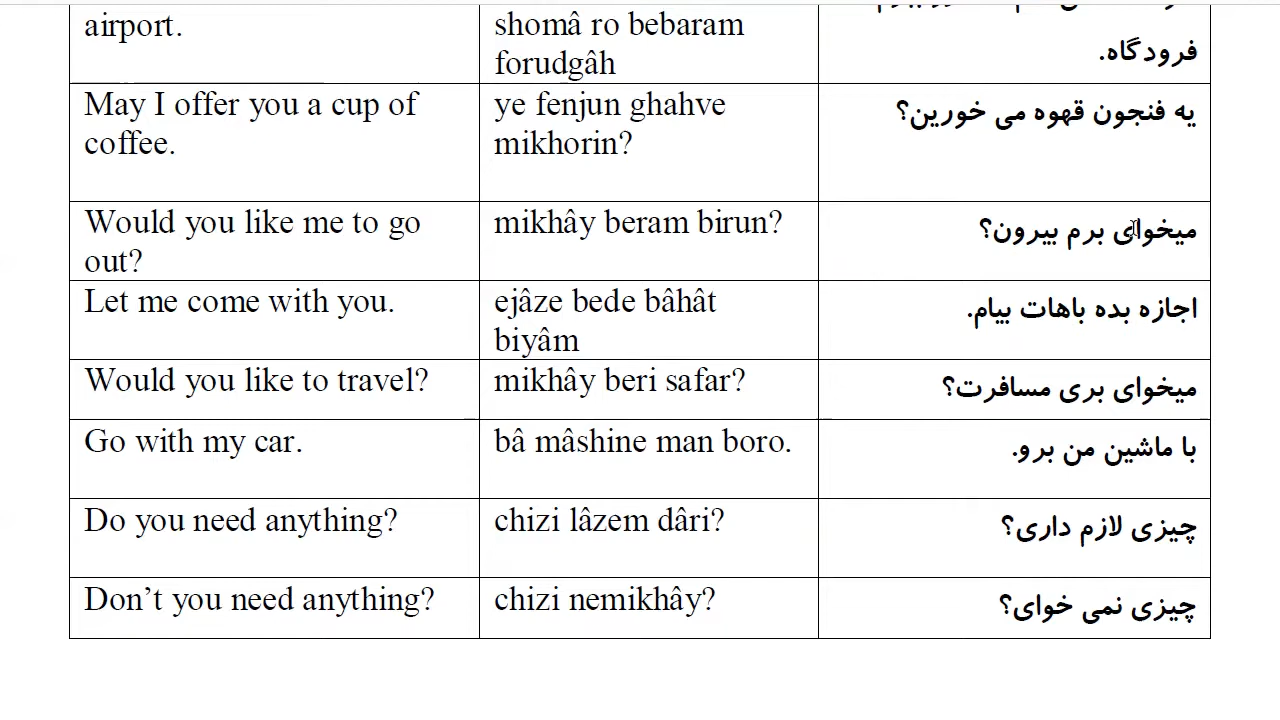 airport.
shomâ ro bebaram
forudgâh
فرودگاه.
May I offer you a cup of
coffee.
ye fenjun ghahve
mikhorin?
یه فنجون قهوه می خورین؟
Would you like me to go
out?
mikhây beram birun?
میخوای برم بیرون؟
Let me come with you.
ejâze bede bâhât
biyâm
اجازه بده باهات بیام.
Would you like to travel?
mikhây beri safar?
میخوای بری مسافرت؟
Go with my car.
bâ mâshine man boro.
با ماشین من برو.
Do you need anything?
chizi lâzem dâri?
چیزی لازم داری؟
Don’t you need anything?
chizi nemikhây?
چیزی نمی خوای؟